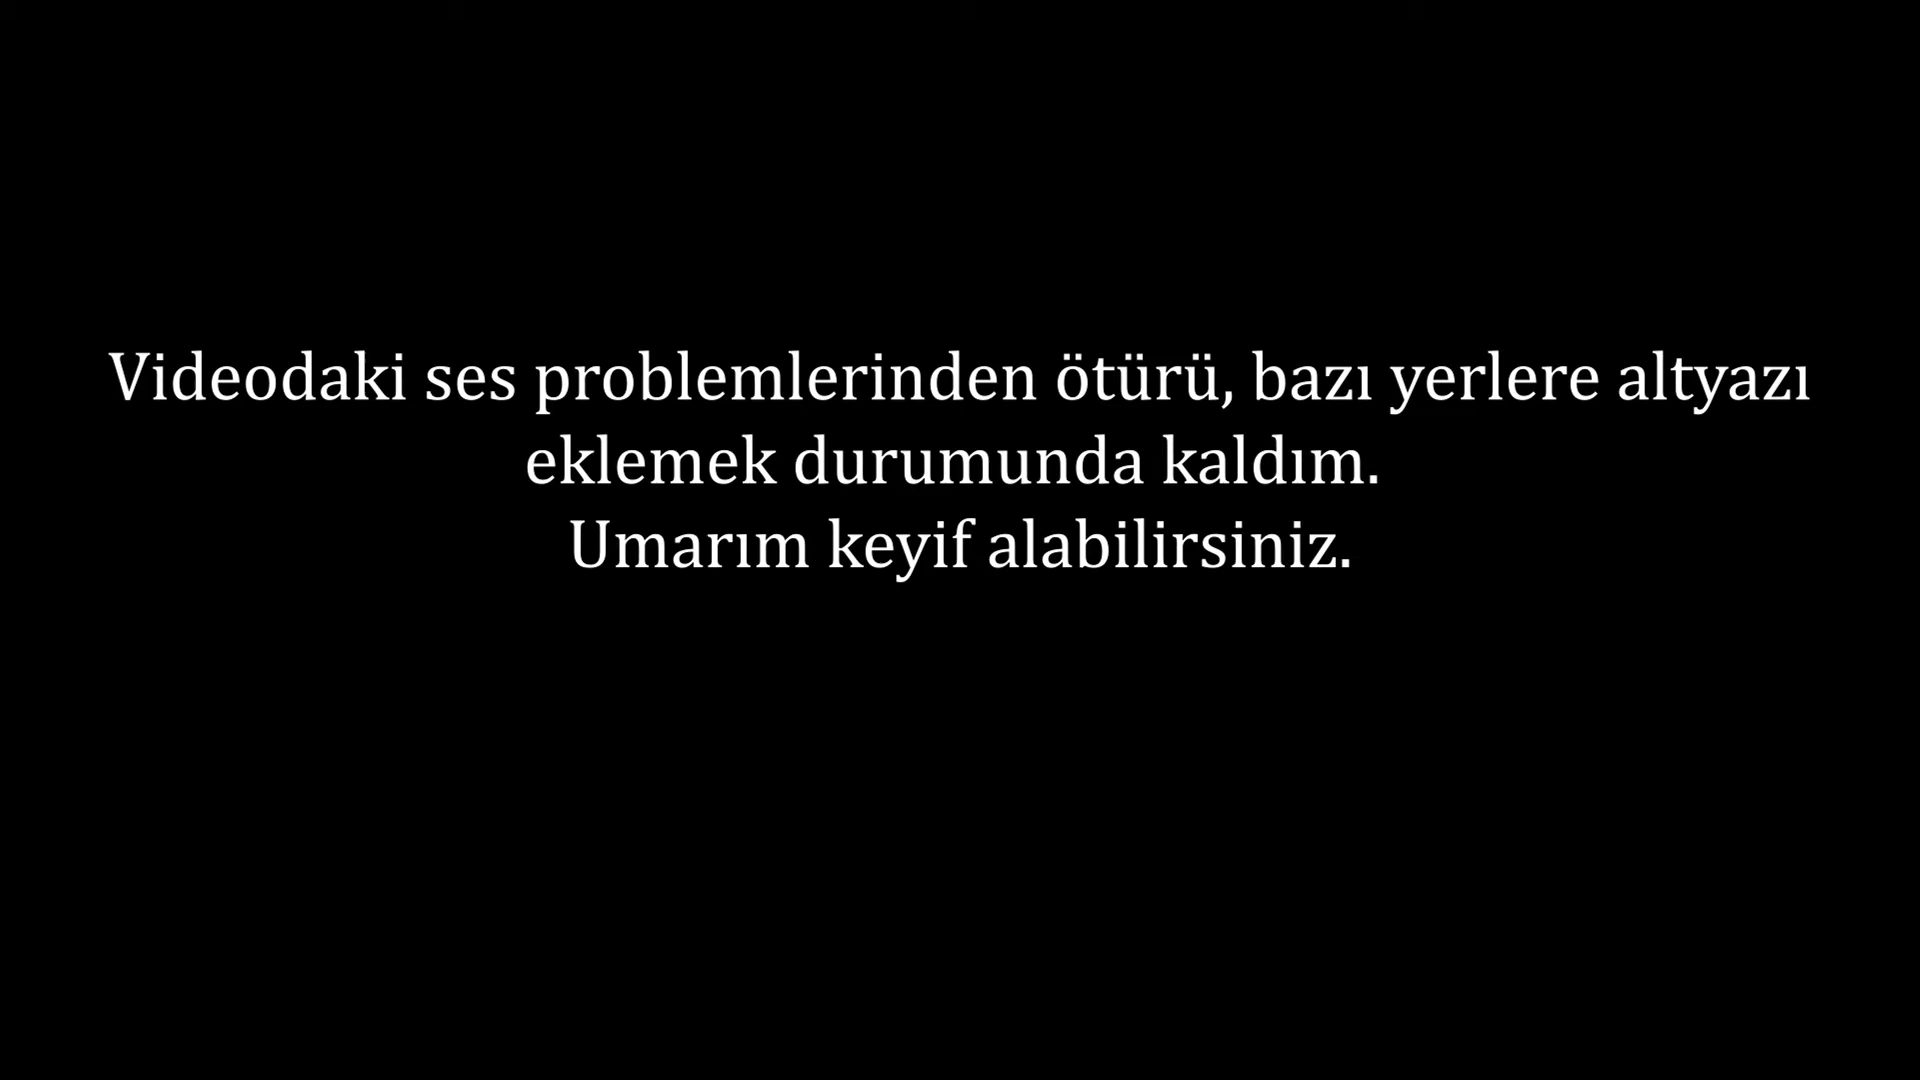 Videodaki ses problemlerinden ötürü, bazı yerlere altyazı
eklemek durumunda kaldım.
Umarım keyif alabilirsiniz.